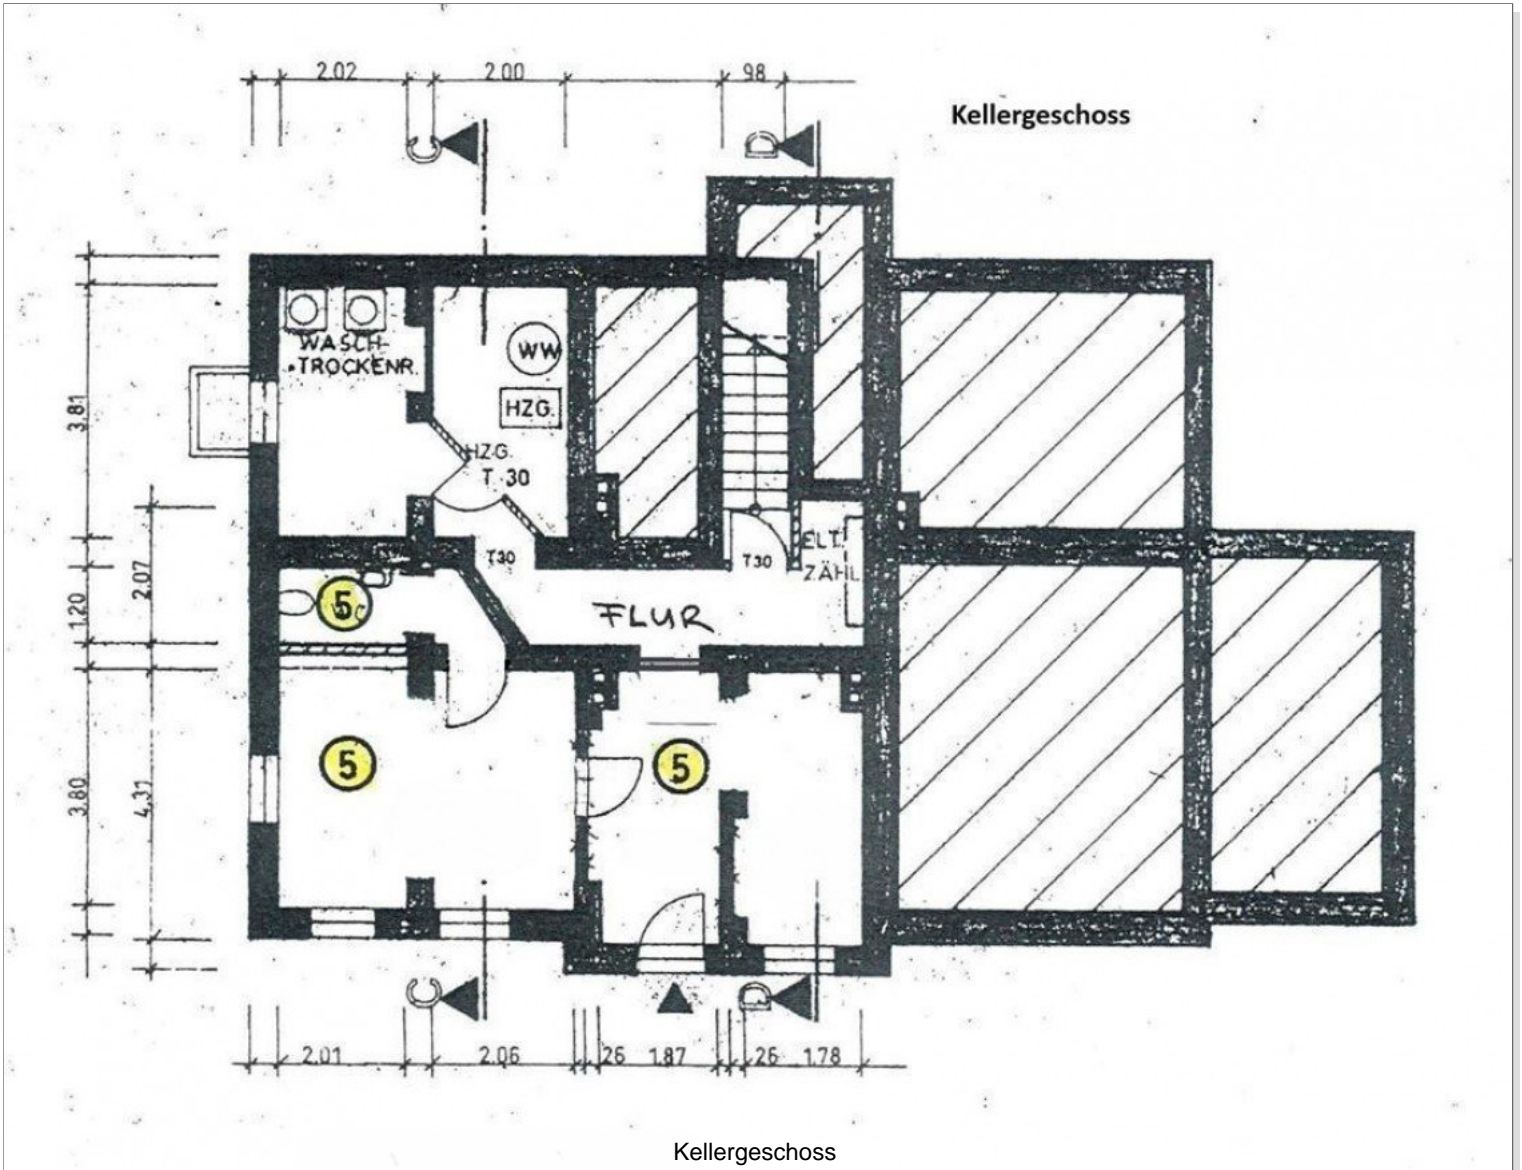 2.02
2.00
98
Kellergeschoss
C
D
WASCH-
TROCKENR.
WW
HZG.
HZG.
T 30
3.81
T30
T30
ELT.
ZÄHL
2.07
1.20
5
WC
FLUR
5
5
3.80
4.31
C
D
2.01
2.06
26
1.87
26
1.78
Kellergeschoss